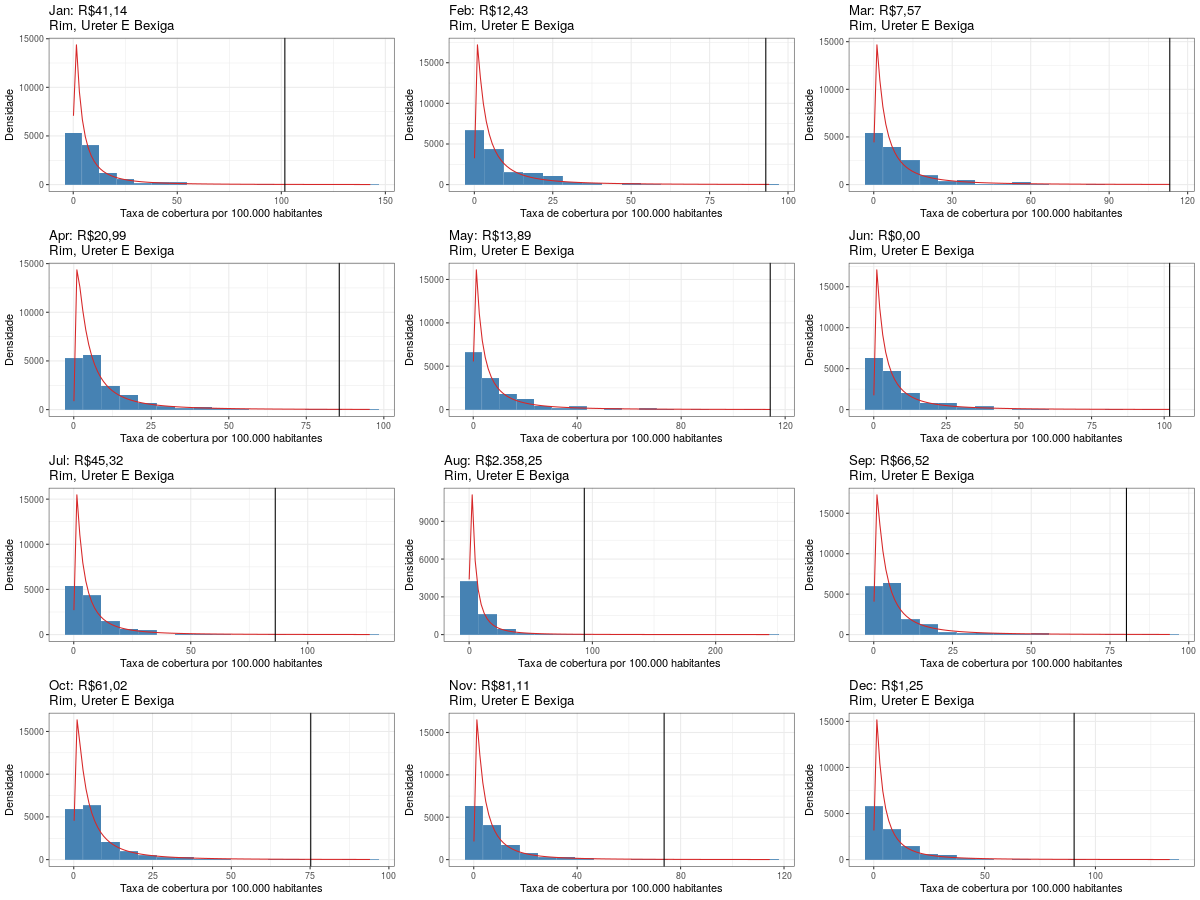 Jan: R$41,14
Rim, Ureter E Bexiga
Densidade
15000
10000
5000
0
0
50
100
150
Taxa de cobertura por 100.000 habitantes
Feb: R$12,43
Rim, Ureter E Bexiga
Densidade
15000
10000
5000
0
0
25
50
75
100
Taxa de cobertura por 100.000 habitantes
Mar: R$7,57
Rim, Ureter E Bexiga
Densidade
15000
10000
5000
0
0
30
60
90
120
Taxa de cobertura por 100.000 habitantes
Apr: R$20,99
Rim, Ureter E Bexiga
Densidade
15000
10000
5000
0
0
25
50
75
100
Taxa de cobertura por 100.000 habitantes
May: R$13,89
Rim, Ureter E Bexiga
Densidade
15000
10000
5000
0
0
40
80
120
Taxa de cobertura por 100.000 habitantes
Jun: R$0,00
Rim, Ureter E Bexiga
Densidade
15000
10000
5000
0
0
25
50
75
100
Taxa de cobertura por 100.000 habitantes
Jul: R$45,32
Rim, Ureter E Bexiga
Densidade
15000
10000
5000
0
0
50
100
Taxa de cobertura por 100.000 habitantes
Aug: R$2.358,25
Rim, Ureter E Bexiga
Densidade
9000
6000
3000
0
0
100
200
Taxa de cobertura por 100.000 habitantes
Sep: R$66,52
Rim, Ureter E Bexiga
Densidade
15000
10000
5000
0
0
25
50
75
100
Taxa de cobertura por 100.000 habitantes
Oct: R$61,02
Rim, Ureter E Bexiga
Densidade
15000
10000
5000
0
0
25
50
75
100
Taxa de cobertura por 100.000 habitantes
Nov: R$81,11
Rim, Ureter E Bexiga
Densidade
15000
10000
5000
0
0
40
80
120
Taxa de cobertura por 100.000 habitantes
Dec: R$1,25
Rim, Ureter E Bexiga
Densidade
15000
10000
5000
0
0
50
100
Taxa de cobertura por 100.000 habitantes